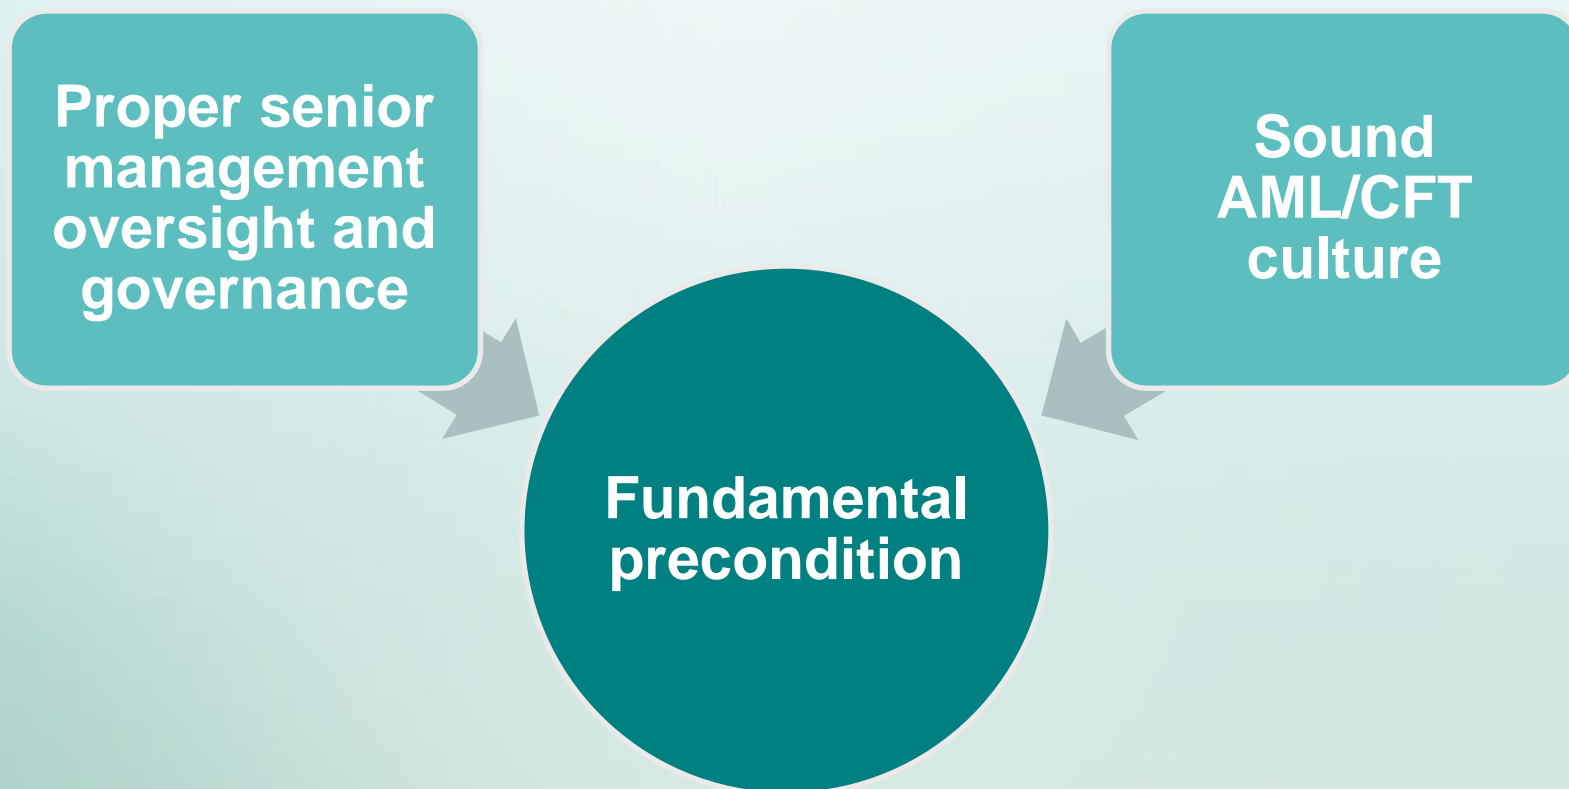 Proper senior
management
oversight and
governance
Sound
AML/CFT
culture
Fundamental
precondition